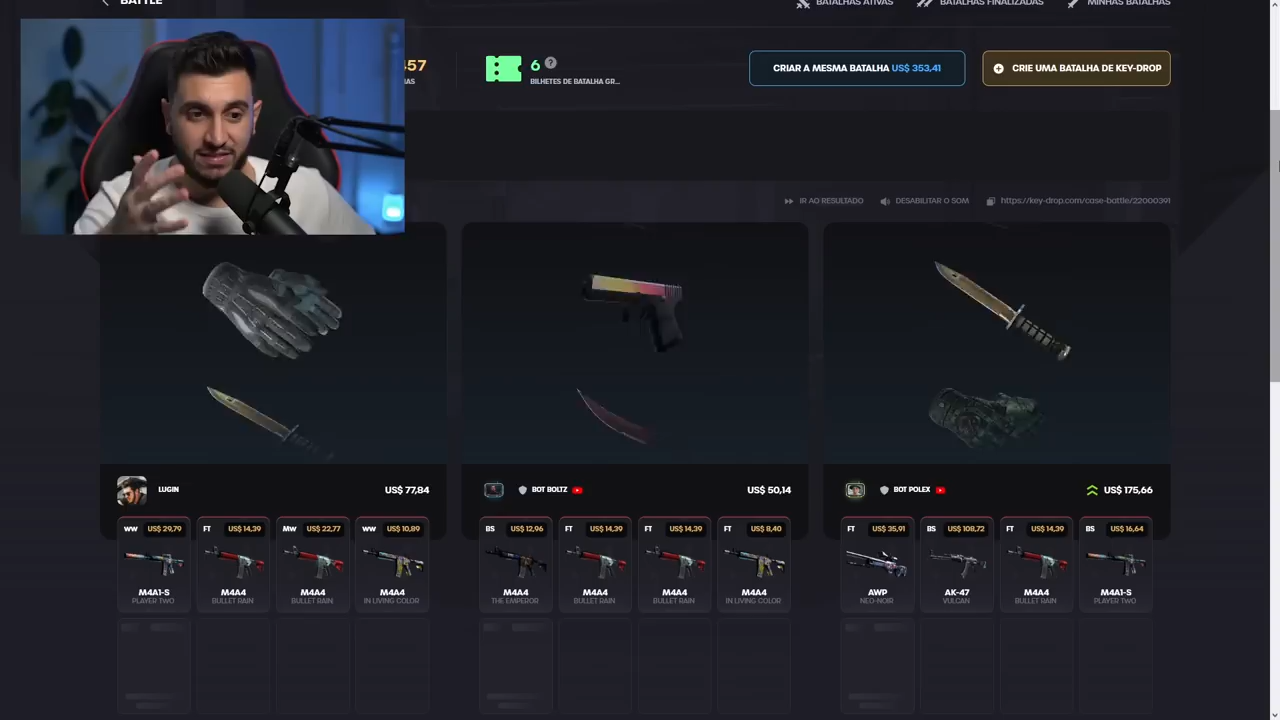 BATTLE
BATALHAS ATIVAS
BATALHAS FINALIZADAS
MINHAS BATALHAS
457
AS
6
BILHETES DE BATALHA GR...
CRIAR A MESMA BATALHA US$ 353,41
CRIE UMA BATALHA DE KEY-DROP
IR AO RESULTADO
DESABILITAR O SOM
https://key-drop.com/case-battle/22000391
LUGIN
US$ 77,84
BOT BOLTZ
US$ 50,14
BOT POLEX
US$ 175,66
WW US$ 29,79
FT US$ 14,39
MW US$ 22,77
WW US$ 10,89
BS US$ 12,96
FT US$ 14,39
FT US$ 14,39
FT US$ 8,40
FT US$ 35,91
BS US$ 108,72
FT US$ 14,39
BS US$ 16,64
M4A1-S
PLAYER TWO
M4A4
BULLET RAIN
M4A4
BULLET RAIN
M4A4
IN LIVING COLOR
M4A4
THE EMPEROR
M4A4
BULLET RAIN
M4A4
BULLET RAIN
M4A4
IN LIVING COLOR
AWP
NEO-NOIR
AK-47
VULCAN
M4A4
BULLET RAIN
M4A1-S
PLAYER TWO